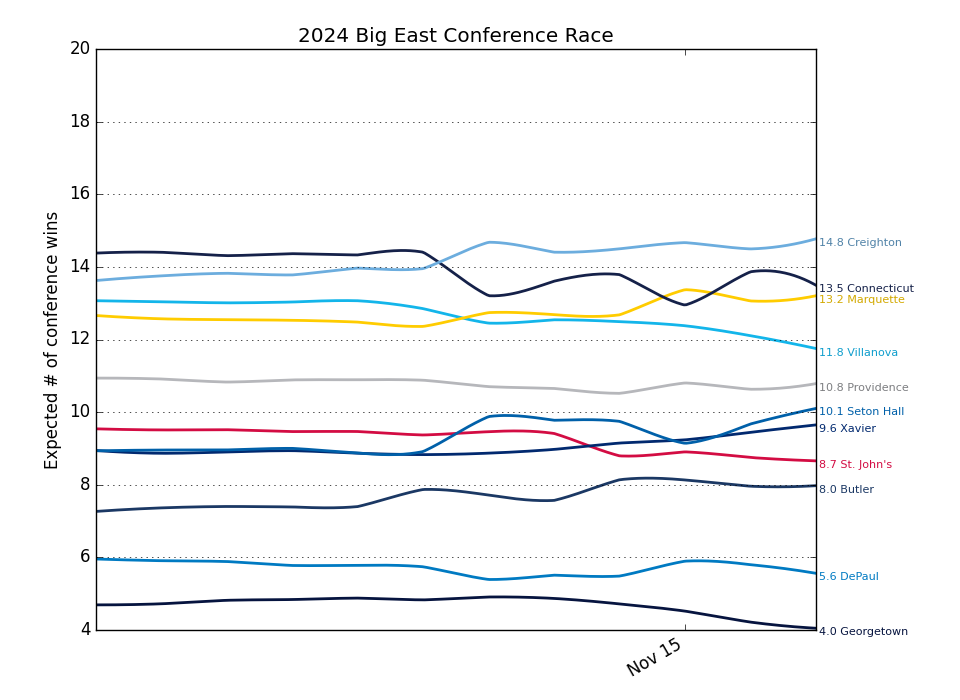 2024 Big East Conference Race
Expected # of conference wins
20
18
16
14
12
10
8
6
4
Nov 15
14.8 Creighton
13.5 Connecticut
13.2 Marquette
11.8 Villanova
10.8 Providence
10.1 Seton Hall
9.6 Xavier
8.7 St. John's
8.0 Butler
5.6 DePaul
4.0 Georgetown